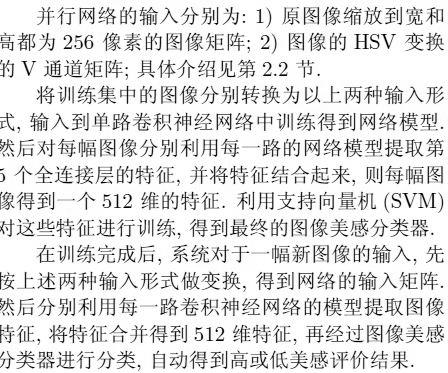 并行网络的输入分别为: 1) 原图像缩放到宽和
高都为 256 像素的图像矩阵; 2) 图像的 HSV 变换
的 V 通道矩阵; 具体介绍见第 2.2 节.
将训练集中的图像分别转换为以上两种输入形
式, 输入到单路卷积神经网络中训练得到网络模型.
然后对每幅图像分别利用每一路的网络模型提取第
5 个全连接层的特征, 并将特征结合起来, 则每幅图
像得到一个 512 维的特征. 利用支持向量机 (SVM)
对这些特征进行训练, 得到最终的图像美感分类器.
在训练完成后, 系统对于一幅新图像的输入, 先
按上述两种输入形式做变换, 得到网络的输入矩阵.
然后分别利用每一路卷积神经网络的模型提取图像
特征, 将特征合并得到 512 维特征, 再经过图像美感
分类器进行分类, 自动得到高或低美感评价结果.